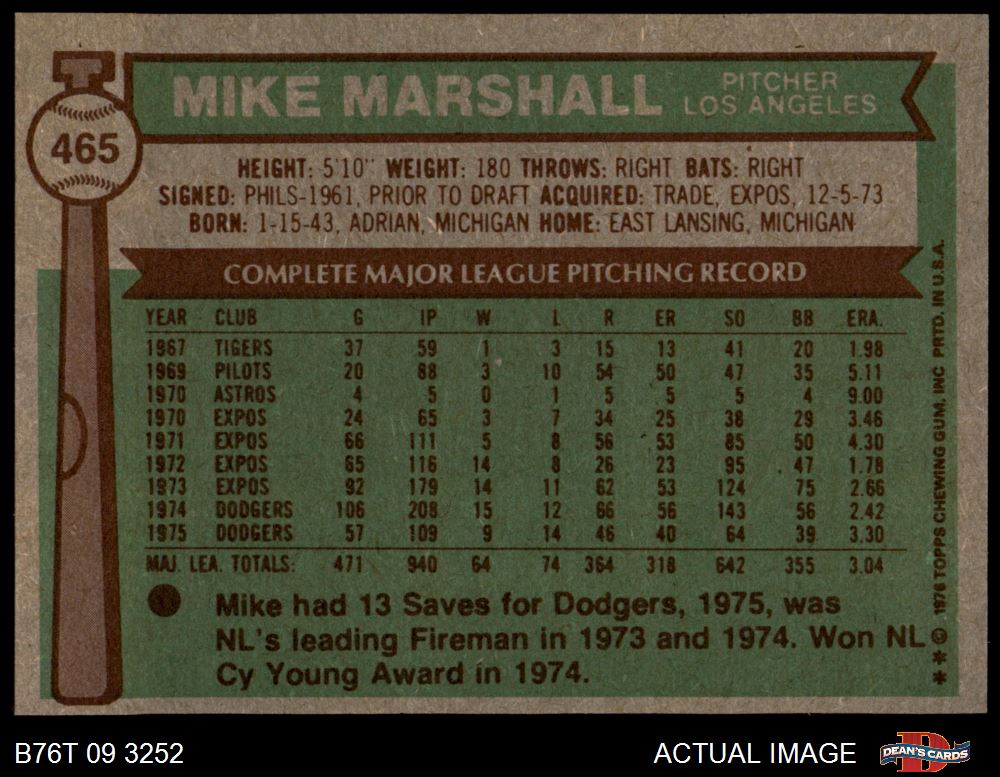 465
MIKE MARSHALL
PITCHER
LOS ANGELES
HEIGHT: 5'10" WEIGHT: 180 THROWS: RIGHT BATS: RIGHT
SIGNED: PHILS-1961, PRIOR TO DRAFT ACQUIRED: TRADE, EXPOS, 12-5-73
BORN: 1-15-43, ADRIAN, MICHIGAN HOME: EAST LANSING, MICHIGAN
COMPLETE MAJOR LEAGUE PITCHING RECORD
YEAR CLUB G IP W L R ER SO BB ERA.
1967 TIGERS 37 59 1 3 15 13 41 20 1.98
1969 PILOTS 20 88 3 10 54 50 47 35 5.11
1970 ASTROS 4 5 0 1 5 5 5 4 9.00
1970 EXPOS 24 65 3 7 34 25 38 29 3.46
1971 EXPOS 66 111 5 8 56 53 85 50 4.30
1972 EXPOS 65 116 14 8 26 23 95 47 1.78
1973 EXPOS 92 179 14 11 62 53 124 75 2.66
1974 DODGERS 106 208 15 12 66 56 143 56 2.42
1975 DODGERS 57 109 9 14 46 40 64 39 3.30
MAJ. LEA. TOTALS: 471 940 64 74 364 318 642 355 3.04
Mike had 13 Saves for Dodgers, 1975, was
NL's leading Fireman in 1973 and 1974. Won NL
Cy Young Award in 1974.
* * © 1976 TOPPS CHEWING GUM, INC PRTD. IN U.S.A.
B76T 09 3252
ACTUAL IMAGE
D
DEAN'S CARDS